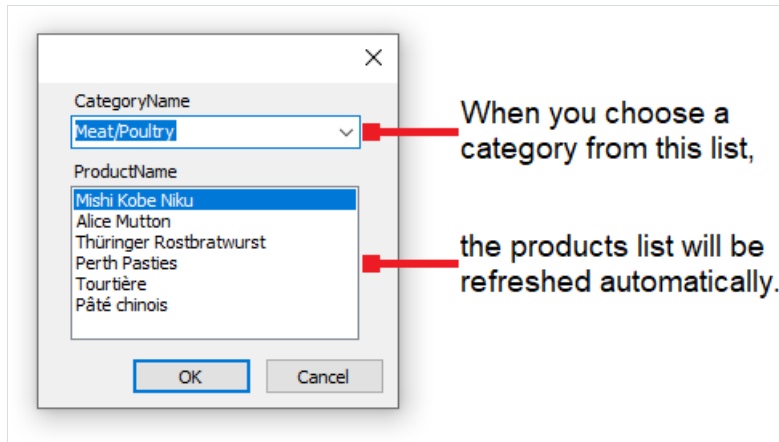 CategoryName
Meat/Poultry
When you choose a
category from this list,
ProductName
Mishi Kobe Niku
Alice Mutton
Thüringer Rostbratwurst
Perth Pasties
Tourtière
Pâté chinois
the products list will be
refreshed automatically.
OK
Cancel